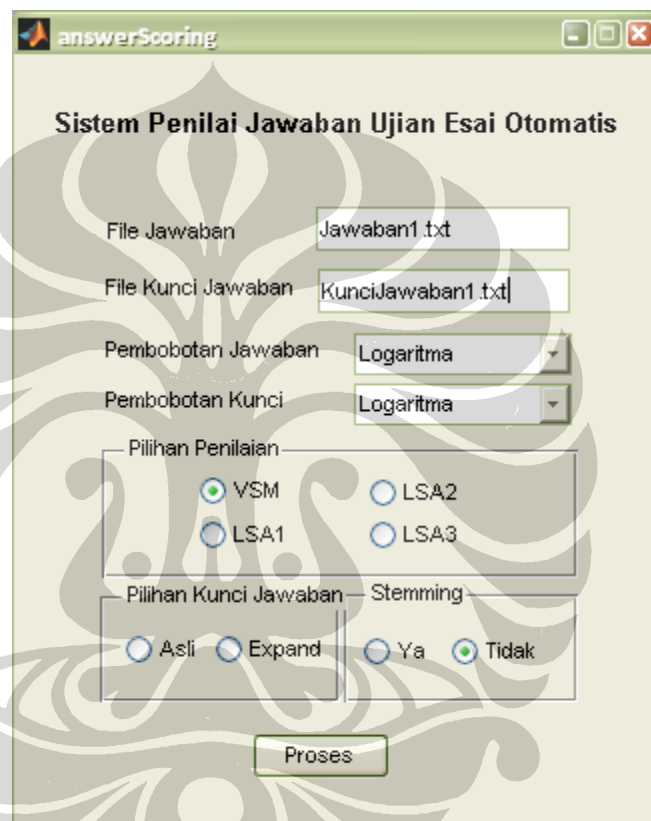 answerScoring
Sistem Penilai Jawaban Ujian Esai Otomatis
File Jawaban Jawaban1.txt
File Kunci Jawaban KunciJawaban1.txt
Pembobotan Jawaban Logaritma
Pembobotan Kunci Logaritma
Pilihan Penilaian
VSM LSA2
LSA1 LSA3
Pilihan Kunci Jawaban Stemming
Asli Expand Ya Tidak
Proses